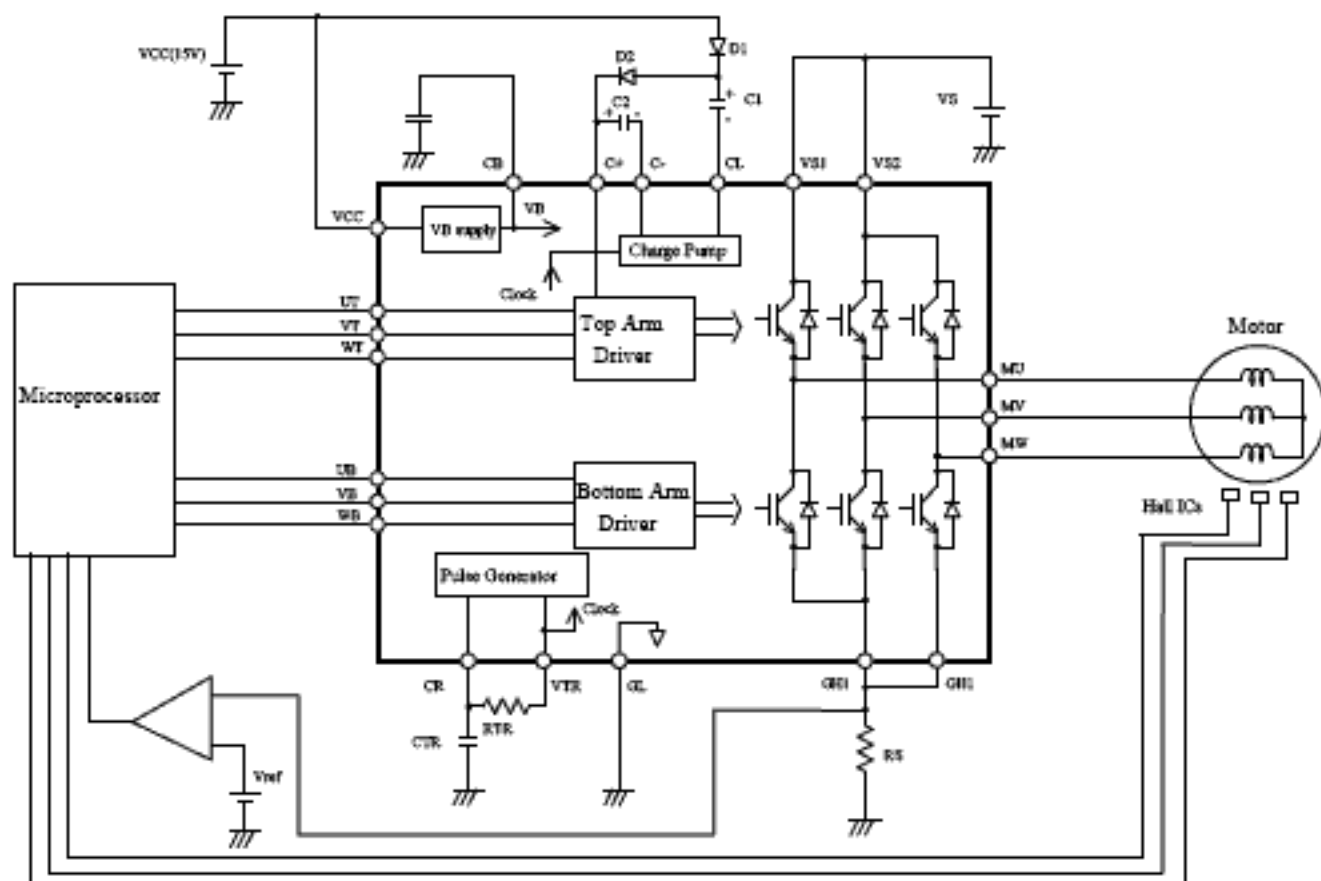 VCC(15V)
D1
D2
C2
+
-
+
-
C1
VS
CB
C+
C-
CL
VS1
VS2
VCC
VB supply
VB
Charge Pump
Clock
UT
VT
WT
Top Arm
Driver
Motor
MU
MV
MW
Microprocessor
UB
VB
WB
Bottom Arm
Driver
Hall ICs
Pulse Generator
Clock
CR
VTR
GL
GH1
GH1
RTR
CTR
RS
Vref